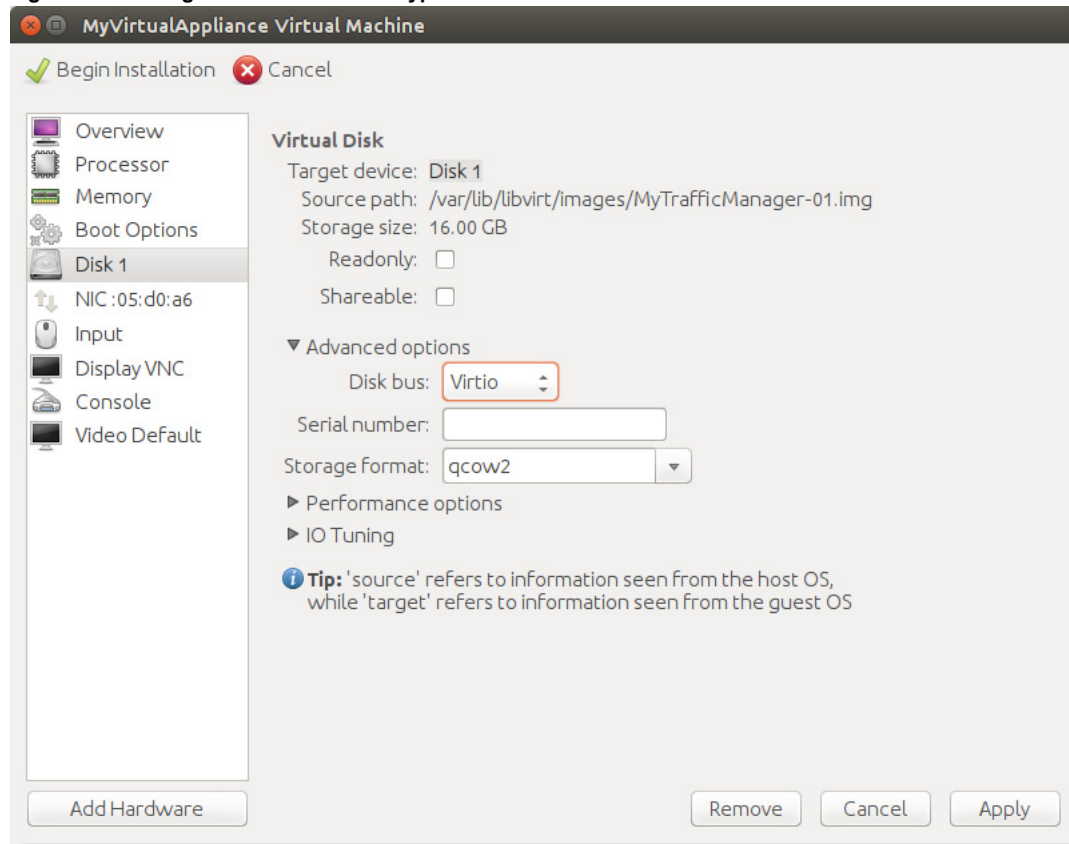 MyVirtualAppliance Virtual Machine
Begin Installation Cancel
Overview
Processor
Memory
Boot Options
Disk 1
NIC :05:d0:a6
Input
Display VNC
Console
Video Default
Add Hardware
Virtual Disk
Target device: Disk 1
Source path: /var/lib/libvirt/images/MyTrafficManager-01.img
Storage size: 16.00 GB
Readonly:
Shareable:
Advanced options
Disk bus: Virtio
Serial number:
Storage format: qcow2
Performance options
IO Tuning
Tip: 'source' refers to information seen from the host OS,
while 'target' refers to information seen from the guest OS
Remove Cancel Apply